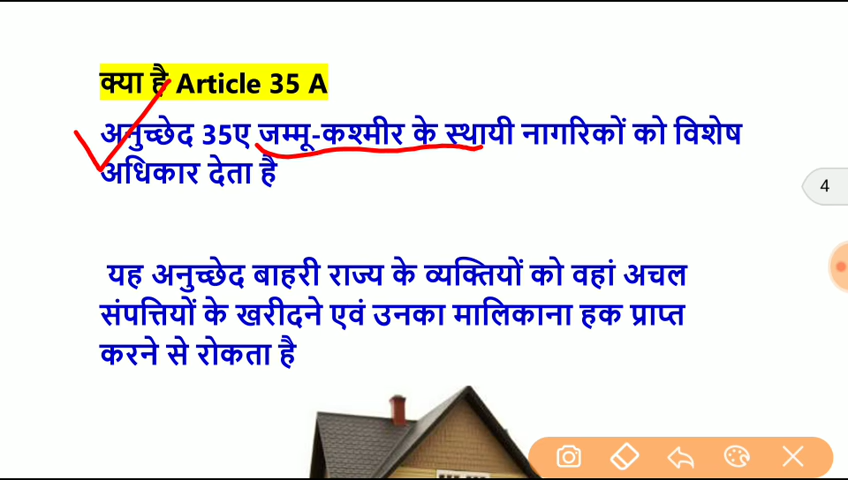 क्या है Article 35 A
अनुच्छेद 35ए जम्मू-कश्मीर के स्थायी नागरिकों को विशेष
अधिकार देता है
4
यह अनुच्छेद बाहरी राज्य के व्यक्तियों को वहां अचल
संपत्तियों के खरीदने एवं उनका मालिकाना हक प्राप्त
करने से रोकता है